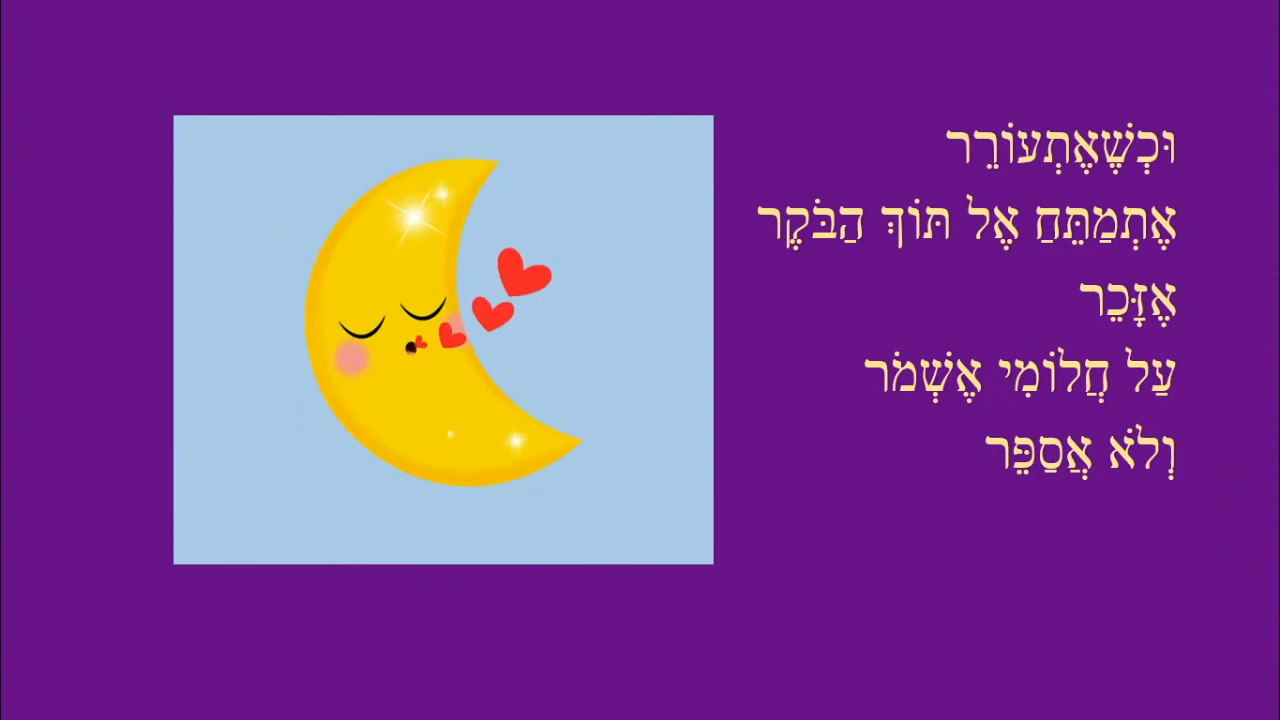 וּכְשֶׁאֶתְעוֹרֵר
אֶתְמַתֵּחַ אֶל תּוֹךְ הַבֹּקֶר
אֶזָּכֵר
עַל חֲלוֹמִי אֶשְׁמֹר
וְלֹא אֲסַפֵּר